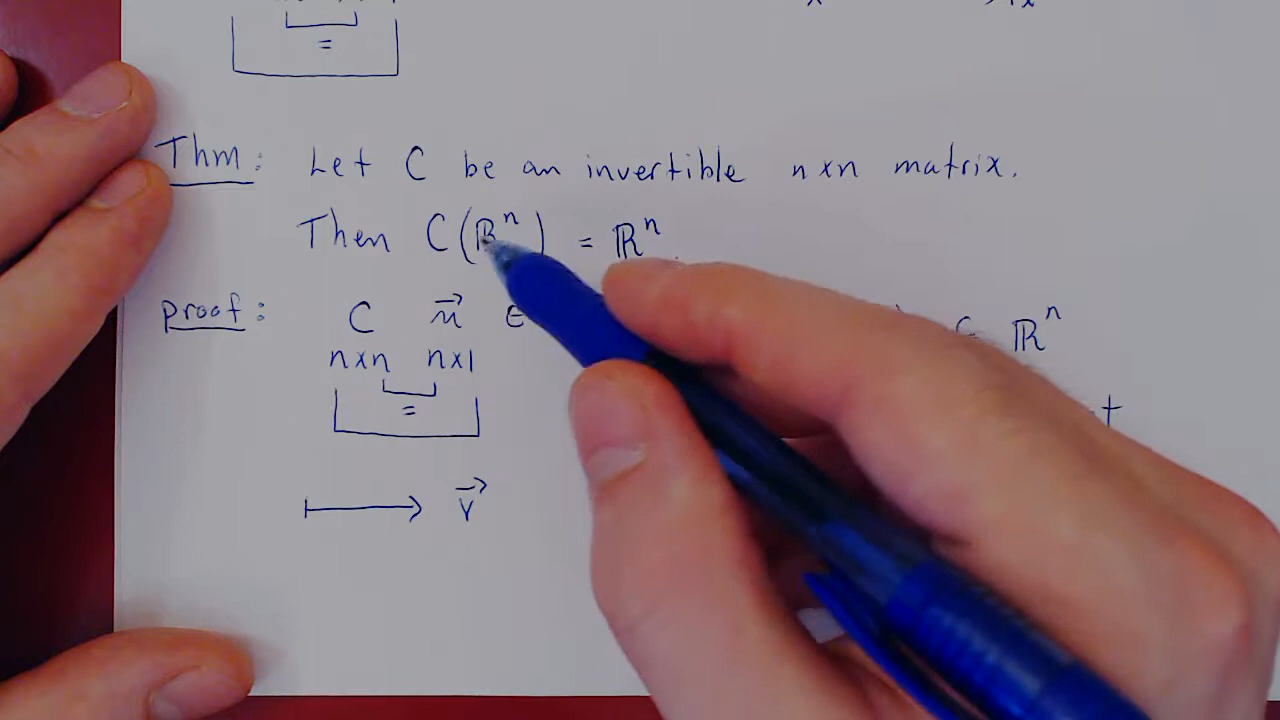 =
Thm: Let C be an invertible n×n matrix.
Then C(ℝⁿ) = ℝⁿ.
proof: C u⃗ ∈ ℝⁿ
n×n n×1
=
⟼ v⃗